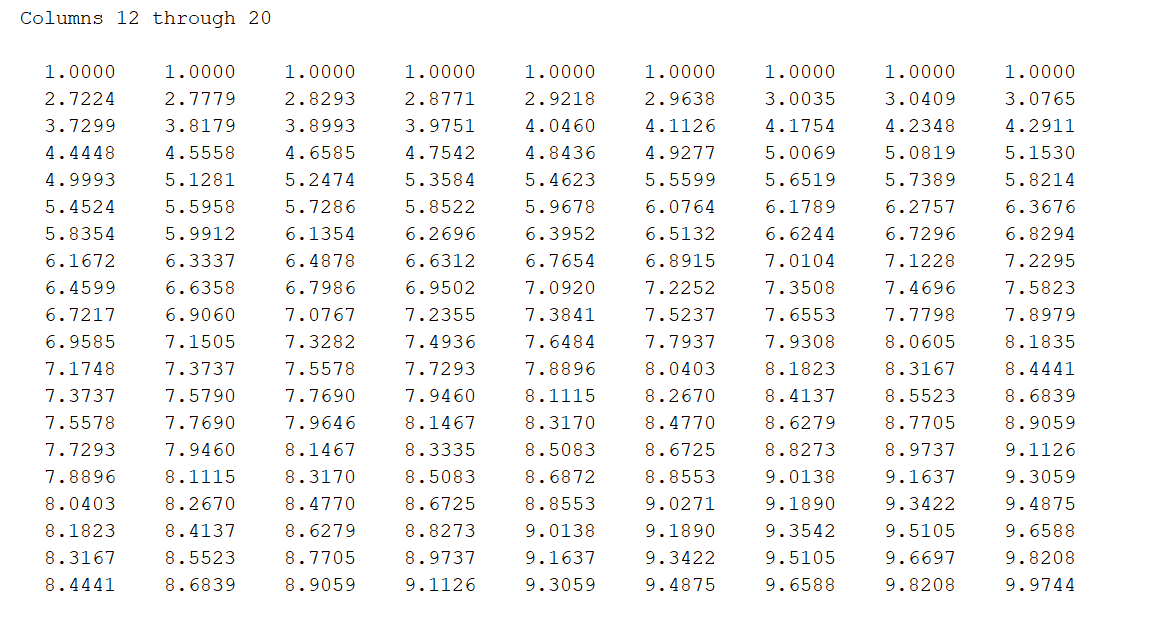 Columns 12 through 20
1.0000 1.0000 1.0000 1.0000 1.0000 1.0000 1.0000 1.0000 1.0000
2.7224 2.7779 2.8293 2.8771 2.9218 2.9638 3.0035 3.0409 3.0765
3.7299 3.8179 3.8993 3.9751 4.0460 4.1126 4.1754 4.2348 4.2911
4.4448 4.5558 4.6585 4.7542 4.8436 4.9277 5.0069 5.0819 5.1530
4.9993 5.1281 5.2474 5.3584 5.4623 5.5599 5.6519 5.7389 5.8214
5.4524 5.5958 5.7286 5.8522 5.9678 6.0764 6.1789 6.2757 6.3676
5.8354 5.9912 6.1354 6.2696 6.3952 6.5132 6.6244 6.7296 6.8294
6.1672 6.3337 6.4878 6.6312 6.7654 6.8915 7.0104 7.1228 7.2295
6.4599 6.6358 6.7986 6.9502 7.0920 7.2252 7.3508 7.4696 7.5823
6.7217 6.9060 7.0767 7.2355 7.3841 7.5237 7.6553 7.7798 7.8979
6.9585 7.1505 7.3282 7.4936 7.6484 7.7937 7.9308 8.0605 8.1835
7.1748 7.3737 7.5578 7.7293 7.8896 8.0403 8.1823 8.3167 8.4441
7.3737 7.5790 7.7690 7.9460 8.1115 8.2670 8.4137 8.5523 8.6839
7.5578 7.7690 7.9646 8.1467 8.3170 8.4770 8.6279 8.7705 8.9059
7.7293 7.9460 8.1467 8.3335 8.5083 8.6725 8.8273 8.9737 9.1126
7.8896 8.1115 8.3170 8.5083 8.6872 8.8553 9.0138 9.1637 9.3059
8.0403 8.2670 8.4770 8.6725 8.8553 9.0271 9.1890 9.3422 9.4875
8.1823 8.4137 8.6279 8.8273 9.0138 9.1890 9.3542 9.5105 9.6588
8.3167 8.5523 8.7705 8.9737 9.1637 9.3422 9.5105 9.6697 9.8208
8.4441 8.6839 8.9059 9.1126 9.3059 9.4875 9.6588 9.8208 9.9744